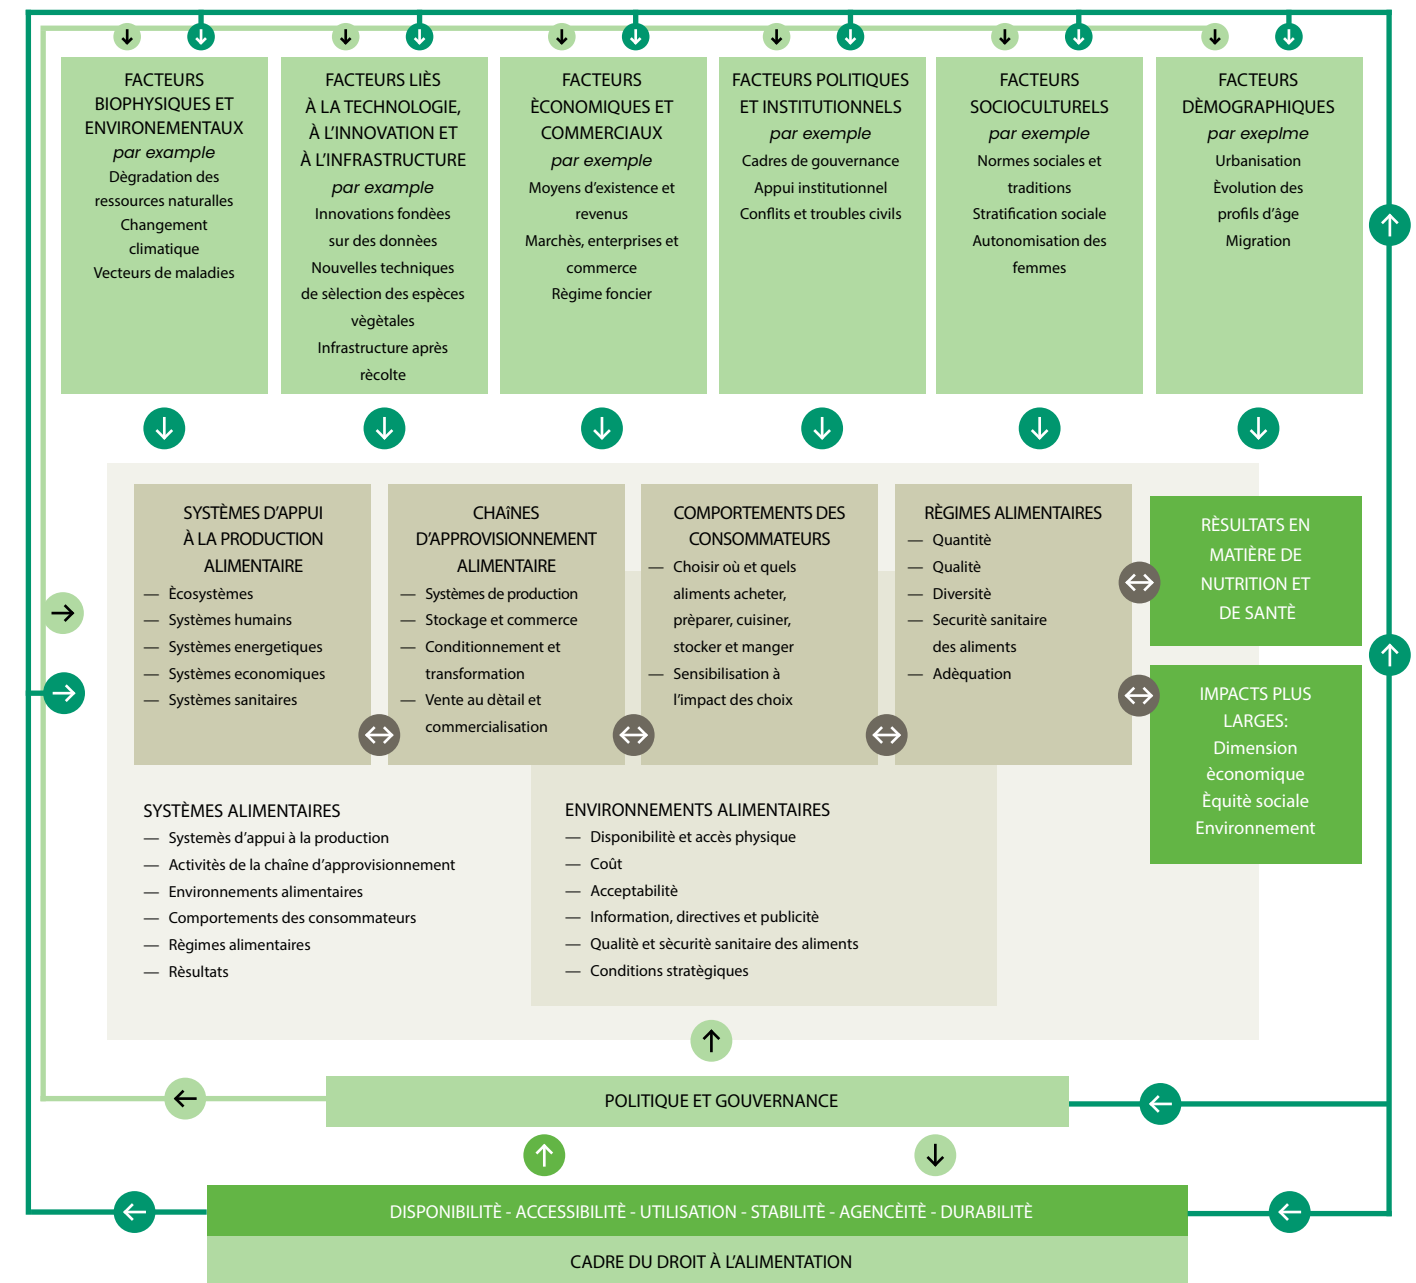 FACTEURS
BIOPHYSIQUES ET
ENVIRONEMENTAUX
par example
Dègradation des
ressources naturalles
Changement
climatique
Vecteurs de maladies
FACTEURS LIÈS
À LA TECHNOLOGIE,
À L’INNOVATION ET
À L’INFRASTRUCTURE
par example
Innovations fondèes
sur des donnèes
Nouvelles techniques
de sèlection des espèces
vègètales
Infrastructure après
rècolte
FACTEURS
ÈCONOMIQUES ET
COMMERCIAUX
par exemple
Moyens d’existence et
revenus
Marchès, enterprises et
commerce
Règime foncier
FACTEURS POLITIQUES
ET INSTITUTIONNELS
par exemple
Cadres de gouvernance
Appui institutionnel
Conflits et troubles civils
FACTEURS
SOCIOCULTURELS
par exemple
Normes sociales et
traditions
Stratification sociale
Autonomisation des
femmes
FACTEURS
DÈMOGRAPHIQUES
par exeplme
Urbanisation
Èvolution des
profils d’âge
Migration
SYSTÈMES D’APPUI
À LA PRODUCTION
ALIMENTAIRE
— Ècosystèmes
— Systèmes humains
— Systèmes energetiques
— Systèmes economiques
— Systèmes sanitaires
CHAîNES
D’APPROVISIONNEMENT
ALIMENTAIRE
— Systèmes de production
— Stockage et commerce
— Conditionnement et
transformation
— Vente au dètail et
commercialisation
COMPORTEMENTS DES
CONSOMMATEURS
— Choisir où et quels
aliments acheter,
prèparer, cuisiner,
stocker et manger
— Sensibilisation à
l’impact des choix
RÈGIMES ALIMENTAIRES
— Quantitè
— Qualitè
— Diversitè
— Securitè sanitaire
des aliments
— Adèquation
RÈSULTATS EN
MATIÈRE DE
NUTRITION ET
DE SANTÈ
IMPACTS PLUS
LARGES:
Dimension
èconomique
Èquitè sociale
Environnement
SYSTÈMES ALIMENTAIRES
— Systemès d’appui à la production
— Activitès de la chaîne d’approvisionnement
— Environnements alimentaires
— Comportements des consommateurs
— Règimes alimentaires
— Rèsultats
ENVIRONNEMENTS ALIMENTAIRES
— Disponibilitè et accès physique
— Coût
— Acceptabilitè
— Information, directives et publicitè
— Qualitè et sècuritè sanitaire des aliments
— Conditions stratègiques
POLITIQUE ET GOUVERNANCE
DISPONIBILITÈ - ACCESSIBILITÈ - UTILISATION - STABILITÈ - AGENCÈITÈ - DURABILITÈ
CADRE DU DROIT À L’ALIMENTATION